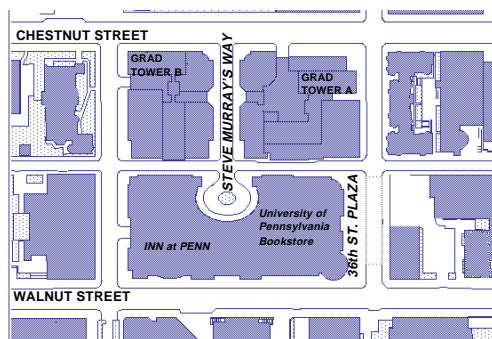 CHESTNUT STREET
GRAD
TOWER B
STEVE MURRAY'S WAY
GRAD
TOWER A
36th ST. PLAZA
University of
Pennsylvania
Bookstore
INN at PENN
WALNUT STREET